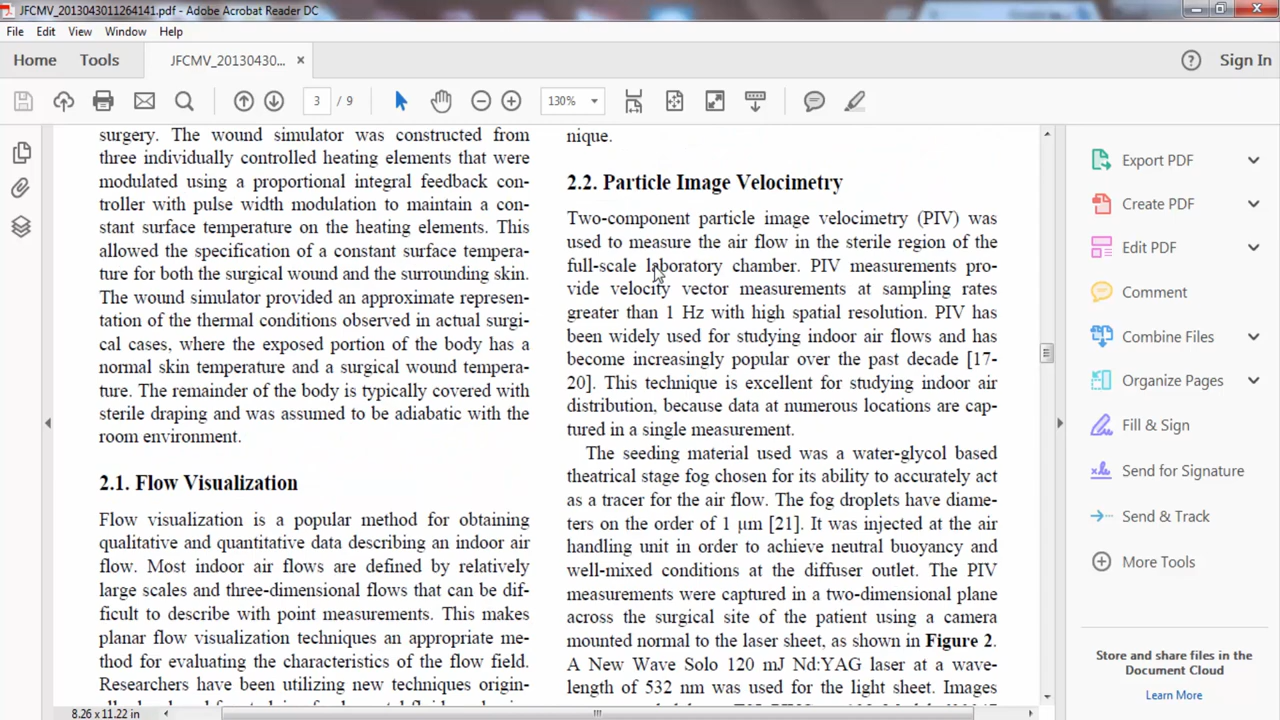 JFCMV_2013043011264141.pdf - Adobe Acrobat Reader DC
File Edit View Window Help
Home Tools JFCMV_20130430... ×
3 / 9 130%
Sign In
surgery. The wound simulator was constructed from
three individually controlled heating elements that were
modulated using a proportional integral feedback con-
troller with pulse width modulation to maintain a con-
stant surface temperature on the heating elements. This
allowed the specification of a constant surface tempera-
ture for both the surgical wound and the surrounding skin.
The wound simulator provided an approximate represen-
tation of the thermal conditions observed in actual surgi-
cal cases, where the exposed portion of the body has a
normal skin temperature and a surgical wound tempera-
ture. The remainder of the body is typically covered with
sterile draping and was assumed to be adiabatic with the
room environment.
2.1. Flow Visualization
Flow visualization is a popular method for obtaining
qualitative and quantitative data describing an indoor air
flow. Most indoor air flows are defined by relatively
large scales and three-dimensional flows that can be dif-
ficult to describe with point measurements. This makes
planar flow visualization techniques an appropriate me-
thod for evaluating the characteristics of the flow field.
Researchers have been utilizing new techniques origin-
nique.
2.2. Particle Image Velocimetry
Two-component particle image velocimetry (PIV) was
used to measure the air flow in the sterile region of the
full-scale laboratory chamber. PIV measurements pro-
vide velocity vector measurements at sampling rates
greater than 1 Hz with high spatial resolution. PIV has
been widely used for studying indoor air flows and has
become increasingly popular over the past decade [17-
20]. This technique is excellent for studying indoor air
distribution, because data at numerous locations are cap-
tured in a single measurement.
The seeding material used was a water-glycol based
theatrical stage fog chosen for its ability to accurately act
as a tracer for the air flow. The fog droplets have diame-
ters on the order of 1 μm [21]. It was injected at the air
handling unit in order to achieve neutral buoyancy and
well-mixed conditions at the diffuser outlet. The PIV
measurements were captured in a two-dimensional plane
across the surgical site of the patient using a camera
mounted normal to the laser sheet, as shown in Figure 2.
A New Wave Solo 120 mJ Nd:YAG laser at a wave-
length of 532 nm was used for the light sheet. Images
Export PDF
Create PDF
Edit PDF
Comment
Combine Files
Organize Pages
Fill & Sign
Send for Signature
Send & Track
More Tools
Store and share files in the
Document Cloud
Learn More
8.26 x 11.22 in